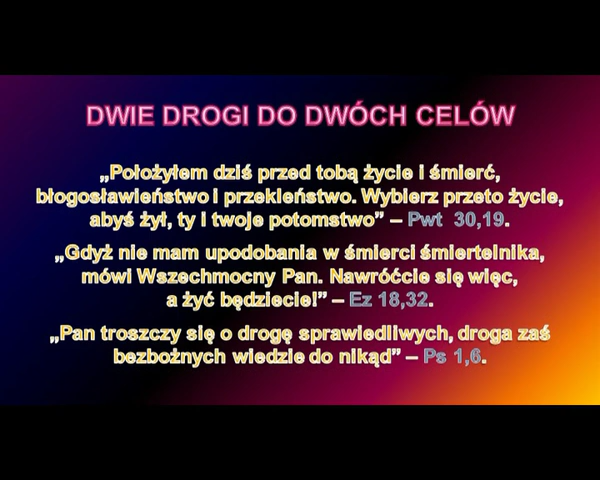 DWIE DROGI DO DWÓCH CELÓW
„Położyłem dziś przed tobą życie i śmierć,
błogosławieństwo i przekleństwo. Wybierz przeto życie,
abyś żył, ty i twoje potomstwo” – Pwt 30,19.
„Gdyż nie mam upodobania w śmierci śmiertelnika,
mówi Wszechmocny Pan. Nawróćcie się więc,
a żyć będziecie!” – Ez 18,32.
„Pan troszczy się o drogę sprawiedliwych, droga zaś
bezbożnych wiedzie do nikąd” – Ps 1,6.